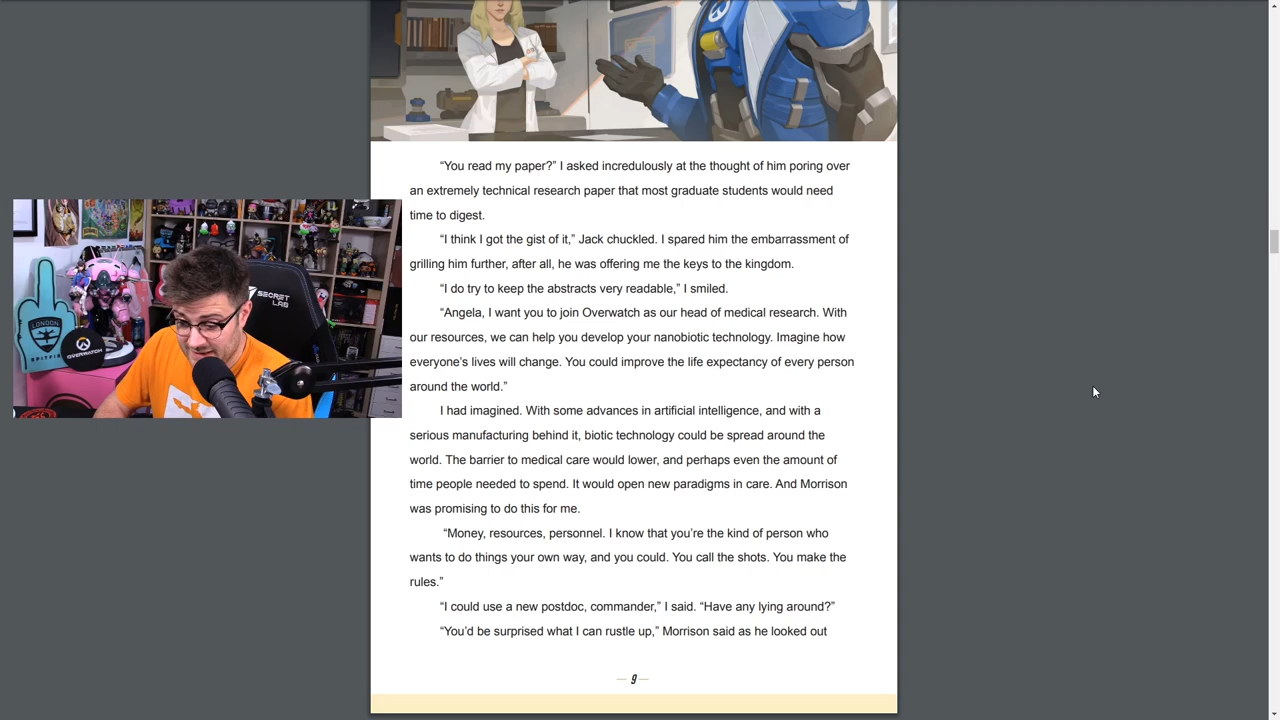 “You read my paper?” I asked incredulously at the thought of him poring over
an extremely technical research paper that most graduate students would need
time to digest.
“I think I got the gist of it,” Jack chuckled. I spared him the embarrassment of
grilling him further, after all, he was offering me the keys to the kingdom.
“I do try to keep the abstracts very readable,” I smiled.
“Angela, I want you to join Overwatch as our head of medical research. With
our resources, we can help you develop your nanobiotic technology. Imagine how
everyone’s lives will change. You could improve the life expectancy of every person
around the world.”
I had imagined. With some advances in artificial intelligence, and with a
serious manufacturing behind it, biotic technology could be spread around the
world. The barrier to medical care would lower, and perhaps even the amount of
time people needed to spend. It would open new paradigms in care. And Morrison
was promising to do this for me.
“Money, resources, personnel. I know that you’re the kind of person who
wants to do things your own way, and you could. You call the shots. You make the
rules.”
“I could use a new postdoc, commander,” I said. “Have any lying around?”
“You’d be surprised what I can rustle up,” Morrison said as he looked out
9
SECRET
LAB
LONDON
SPITFIRE
OVERWATCH